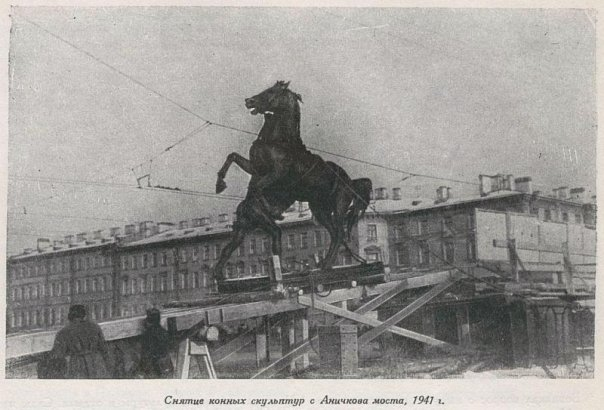 Снятие конных скульптур с Аничкова моста, 1941 г.